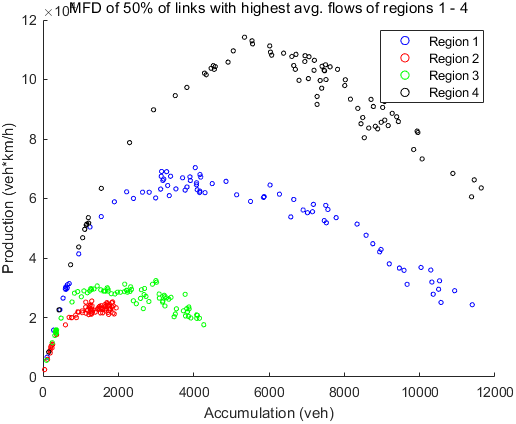 MFD of 50% of links with highest avg. flows of regions 1 - 4
12
10
8
6
4
2
0
Production (veh*km/h)
0 2000 4000 6000 8000 10000 12000
Accumulation (veh)
Region 1
Region 2
Region 3
Region 4